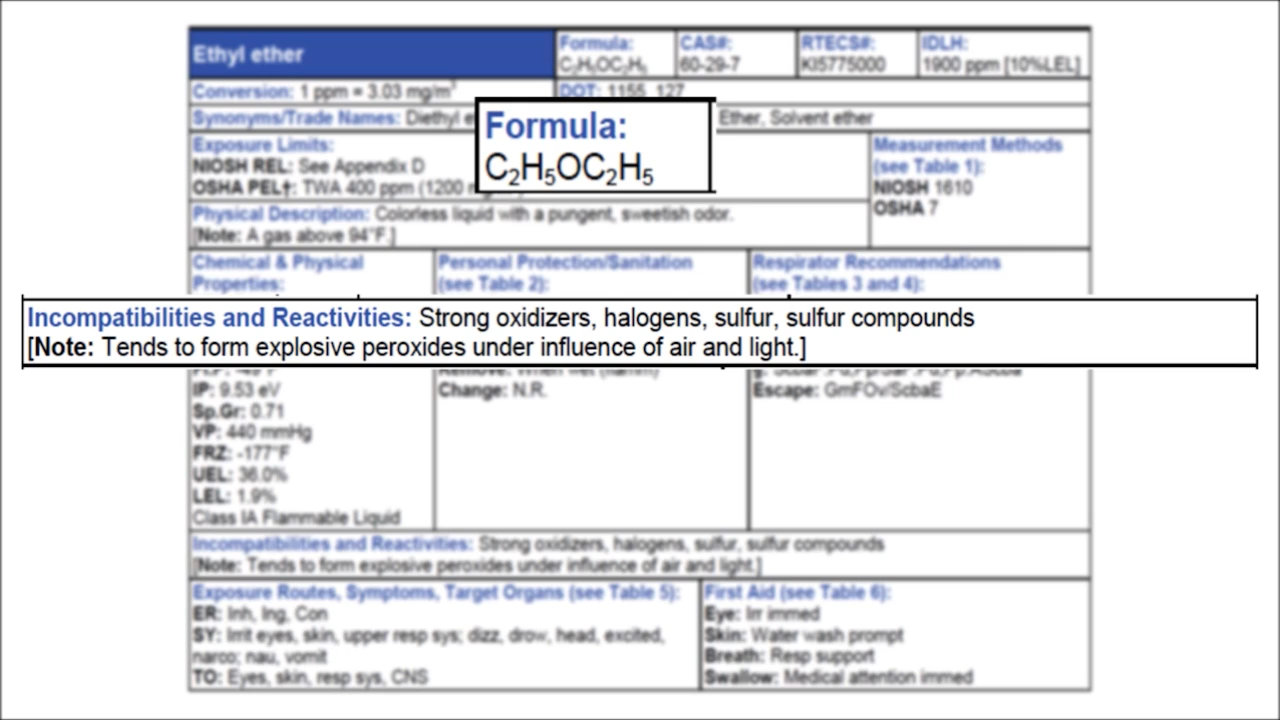 Ethyl ether
Formula:
C₂H₅OC₂H₅
CAS#:
60-29-7
RTECS#:
KI5775000
IDLH:
1900 ppm [10%LEL]
Conversion: 1 ppm = 3.03 mg/m³
DOT: 1155 127
Synonyms/Trade Names: Diethyl
Ether, Solvent ether
Formula:
C₂H₅OC₂H₅
Exposure Limits:
NIOSH REL: See Appendix D
OSHA PEL†: TWA 400 ppm (1200
Measurement Methods
(see Table 1):
NIOSH 1610
OSHA 7
Physical Description: Colorless liquid with a pungent, sweetish odor.
[Note: A gas above 94°F.]
Chemical & Physical
Properties:
Personal Protection/Sanitation
(see Table 2):
Respirator Recommendations
(see Tables 3 and 4):
Incompatibilities and Reactivities: Strong oxidizers, halogens, sulfur, sulfur compounds
[Note: Tends to form explosive peroxides under influence of air and light.]
IP: 9.53 eV
Sp.Gr: 0.71
VP: 440 mmHg
FRZ: -177°F
UEL: 36.0%
LEL: 1.9%
Class IA Flammable Liquid
Change: N.R.
Escape: GmFOv/ScbaE
Incompatibilities and Reactivities: Strong oxidizers, halogens, sulfur, sulfur compounds
[Note: Tends to form explosive peroxides under influence of air and light.]
Exposure Routes, Symptoms, Target Organs (see Table 5):
ER: Inh, Ing, Con
SY: Irrit eyes, skin, upper resp sys; dizz, drow, head, excited,
narco; nau, vomit
TO: Eyes, skin, resp sys, CNS
First Aid (see Table 6):
Eye: Irr immed
Skin: Water wash prompt
Breath: Resp support
Swallow: Medical attention immed